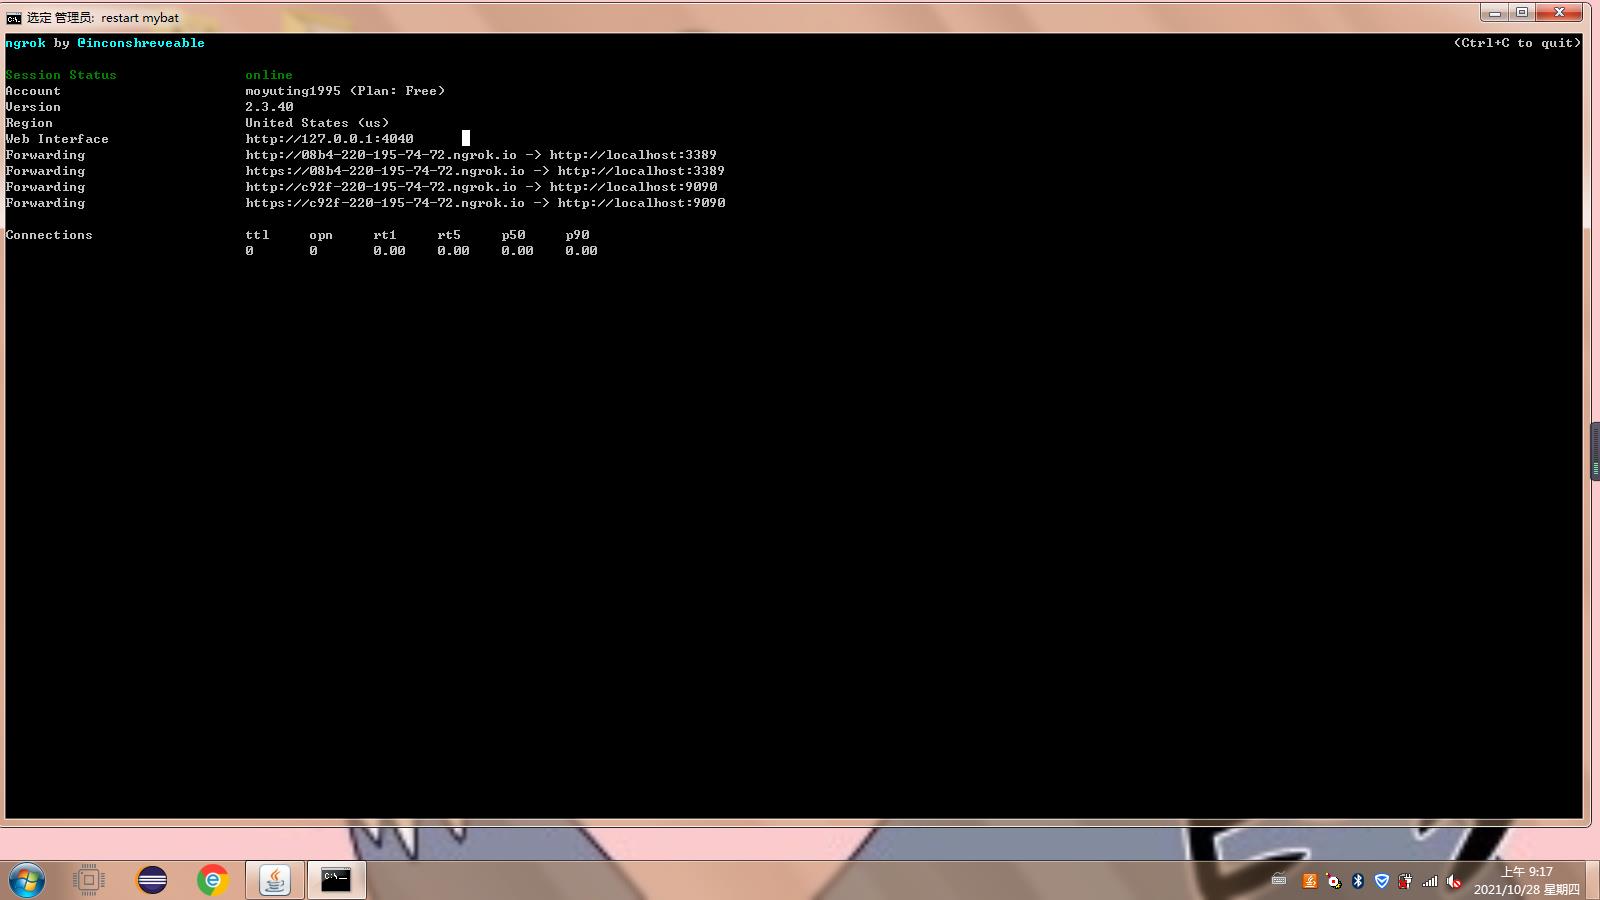 选定 管理员: restart mybat
ngrok by @inconshreveable (Ctrl+C to quit)
Session Status online
Account moyuting1995 (Plan: Free)
Version 2.3.40
Region United States (us)
Web Interface http://127.0.0.1:4040
Forwarding http://08b4-220-195-74-72.ngrok.io -> http://localhost:3389
Forwarding https://08b4-220-195-74-72.ngrok.io -> http://localhost:3389
Forwarding http://c92f-220-195-74-72.ngrok.io -> http://localhost:9090
Forwarding https://c92f-220-195-74-72.ngrok.io -> http://localhost:9090
Connections ttl opn rt1 rt5 p50 p90
0 0 0.00 0.00 0.00 0.00
上午 9:17
2021/10/28 星期四